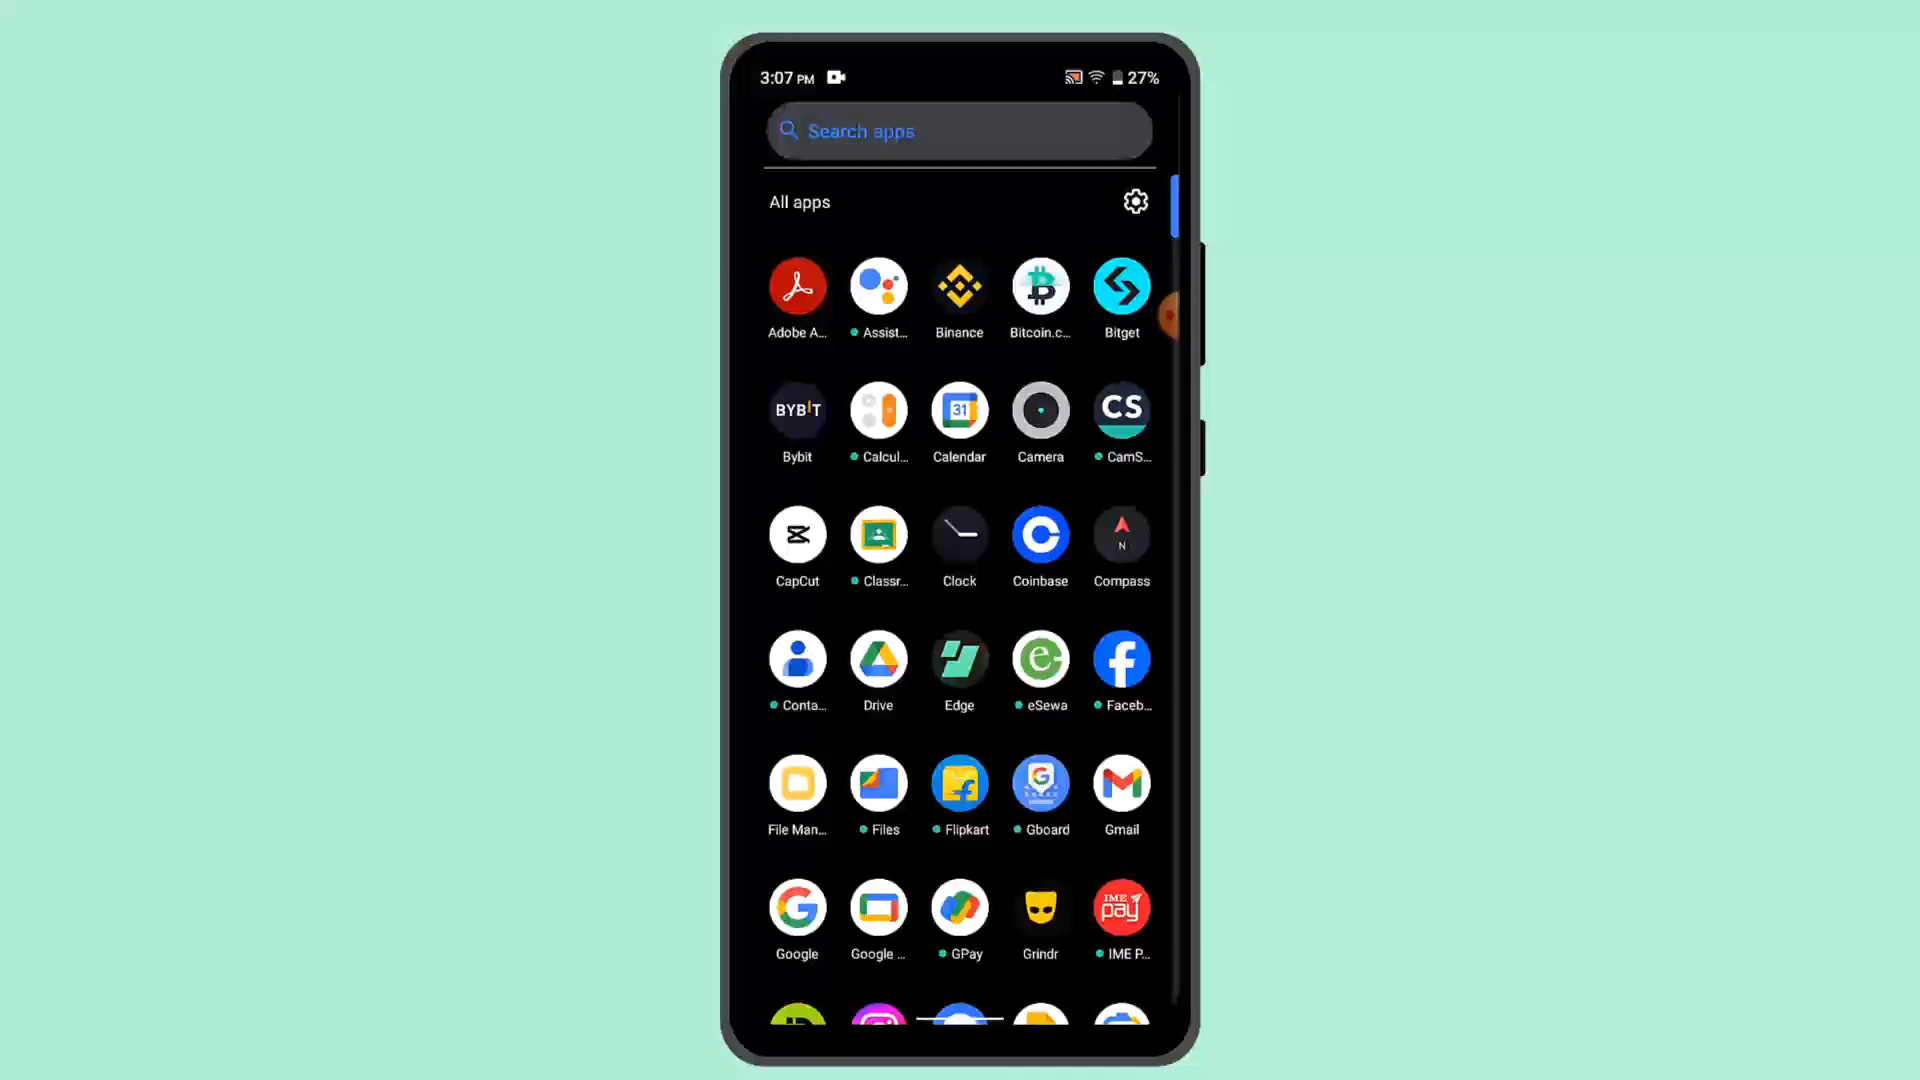 3:07 PM 27%
Search apps
All apps
Adobe A... Assist... Binance Bitcoin.c... Bitget
BYBIT 31 CS
Bybit Calcul... Calendar Camera CamS...
N
CapCut Classr... Clock Coinbase Compass
Conta... Drive Edge eSewa Faceb...
File Man... Files Flipkart Gboard Gmail
IME pay
Google Google ... GPay Grindr IME P...